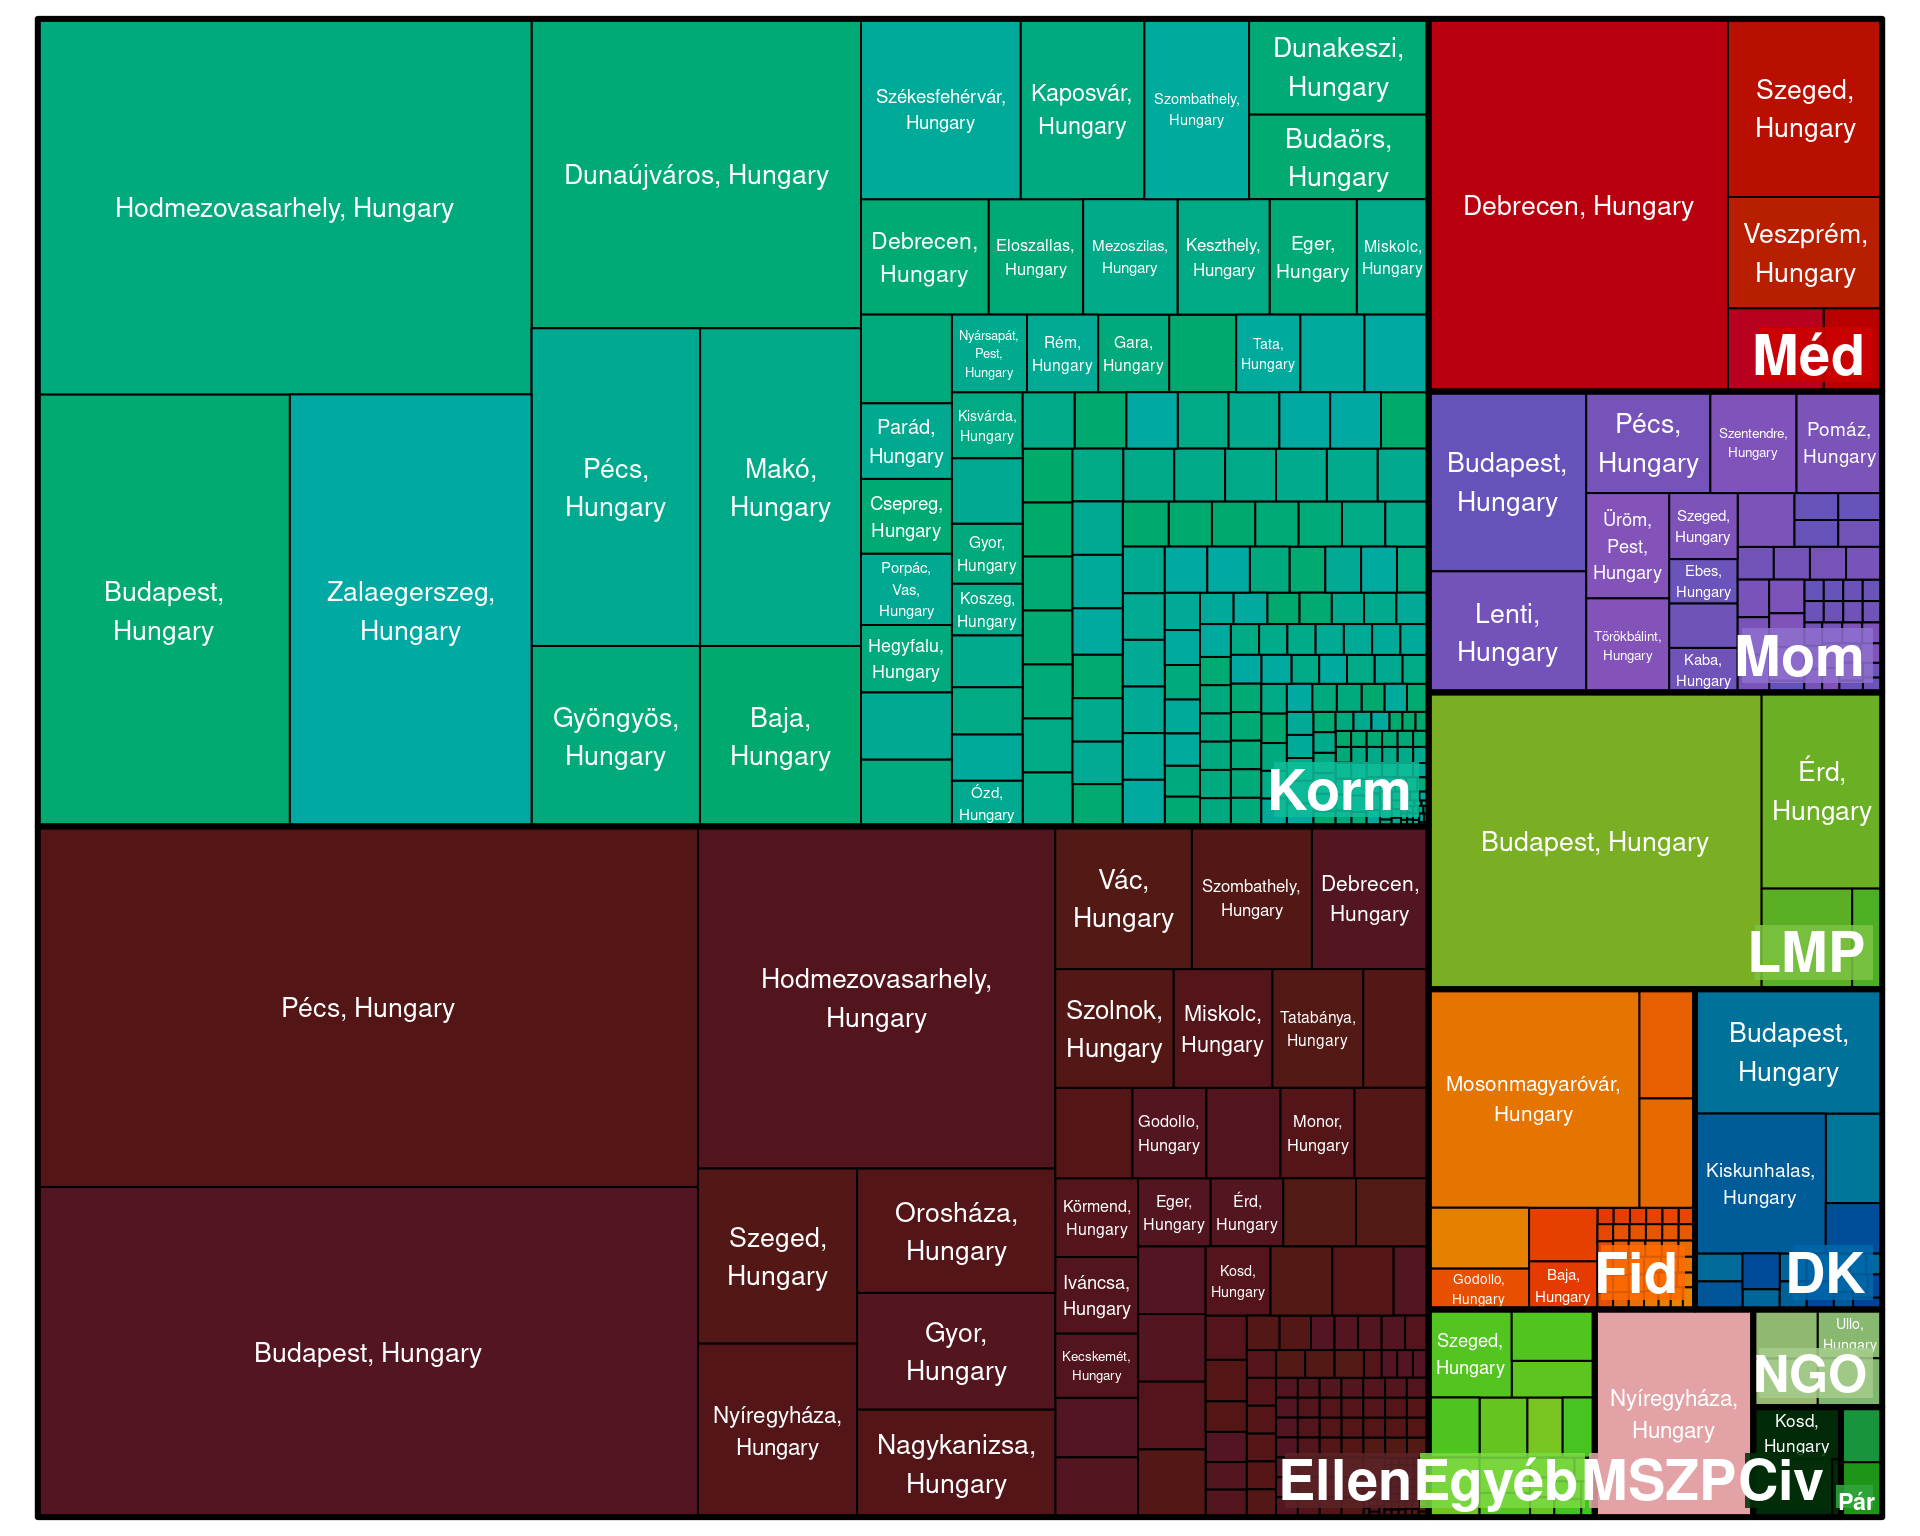 Hodmezovasarhely, Hungary
Dunaújváros, Hungary
Budapest,
Hungary
Zalaegerszeg,
Hungary
Pécs,
Hungary
Makó,
Hungary
Gyöngyös,
Hungary
Baja,
Hungary
Székesfehérvár,
Hungary
Kaposvár,
Hungary
Szombathely,
Hungary
Dunakeszi,
Hungary
Budaörs,
Hungary
Debrecen,
Hungary
Eloszallas,
Hungary
Mezoszilas,
Hungary
Keszthely,
Hungary
Eger,
Hungary
Miskolc,
Hungary
Nyársapát,
Pest,
Hungary
Rém,
Hungary
Gara,
Hungary
Tata,
Hungary
Parád,
Hungary
Kisvárda,
Hungary
Csepreg,
Hungary
Gyor,
Hungary
Porpác,
Vas,
Hungary
Koszeg,
Hungary
Hegyfalu,
Hungary
Ózd,
Hungary
Korm
Pécs, Hungary
Budapest, Hungary
Hodmezovasarhely,
Hungary
Szeged,
Hungary
Orosháza,
Hungary
Gyor,
Hungary
Nyíregyháza,
Hungary
Nagykanizsa,
Hungary
Vác,
Hungary
Szombathely,
Hungary
Debrecen,
Hungary
Szolnok,
Hungary
Miskolc,
Hungary
Tatabánya,
Hungary
Godollo,
Hungary
Monor,
Hungary
Körmend,
Hungary
Eger,
Hungary
Érd,
Hungary
Iváncsa,
Hungary
Kosd,
Hungary
Kecskemét,
Hungary
Ellen
Debrecen, Hungary
Szeged,
Hungary
Veszprém,
Hungary
Méd
Budapest,
Hungary
Pécs,
Hungary
Szentendre,
Hungary
Pomáz,
Hungary
Lenti,
Hungary
Üröm,
Pest,
Hungary
Szeged,
Hungary
Ebes,
Hungary
Törökbálint,
Hungary
Kaba,
Hungary
Mom
Budapest, Hungary
Érd,
Hungary
LMP
Mosonmagyaróvár,
Hungary
Godollo,
Hungary
Baja,
Hungary
Fid
Budapest,
Hungary
Kiskunhalas,
Hungary
DK
Szeged,
Hungary
Egyéb
Nyíregyháza,
Hungary
MSZP
Ullo,
Hungary
NGO
Kosd,
Hungary
Civ
Pár